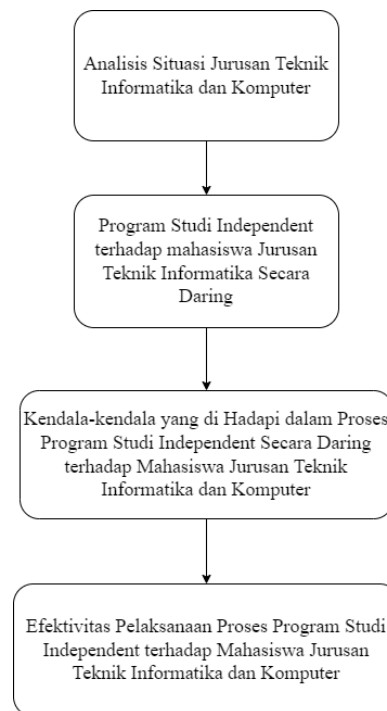 Analisis Situasi Jurusan Teknik
Informatika dan Komputer
Program Studi Independent
terhadap mahasiswa Jurusan
Teknik Informatika Secara
Daring
Kendala-kendala yang di Hadapi dalam Proses
Program Studi Independent Secara Daring
terhadap Mahasiswa Jurusan Teknik
Informatika dan Komputer
Efektivitas Pelaksanaan Proses Program Studi
Independent terhadap Mahasiswa Jurusan
Teknik Informatika dan Komputer